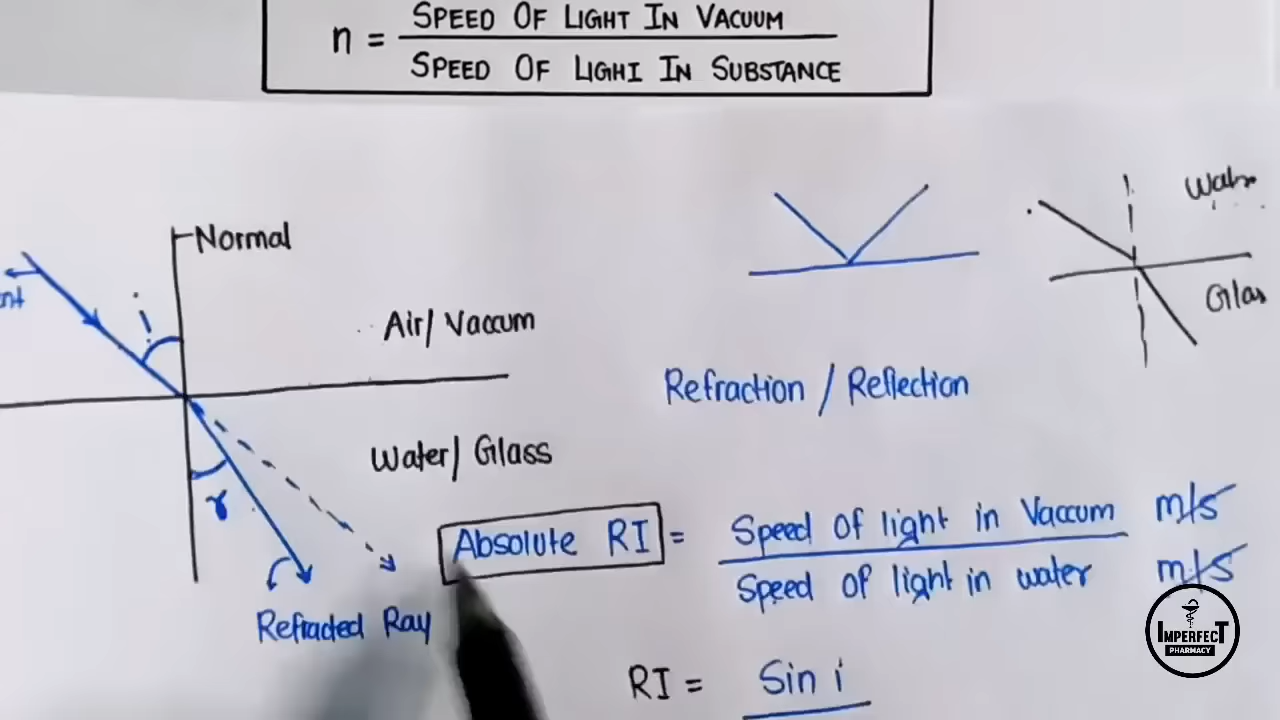 n = SPEED OF LIGHT IN VACUUM
SPEED OF LIGHI IN SUBSTANCE
Normal
i
Air/ Vaccum
Water/ Glass
r
Refracted Ray
Refraction / Reflection
Glas
Absolute RI = Speed Of light in Vaccum m/s
Speed of light in water m/s
RI = Sin i
IMPERFECT
PHARMACY